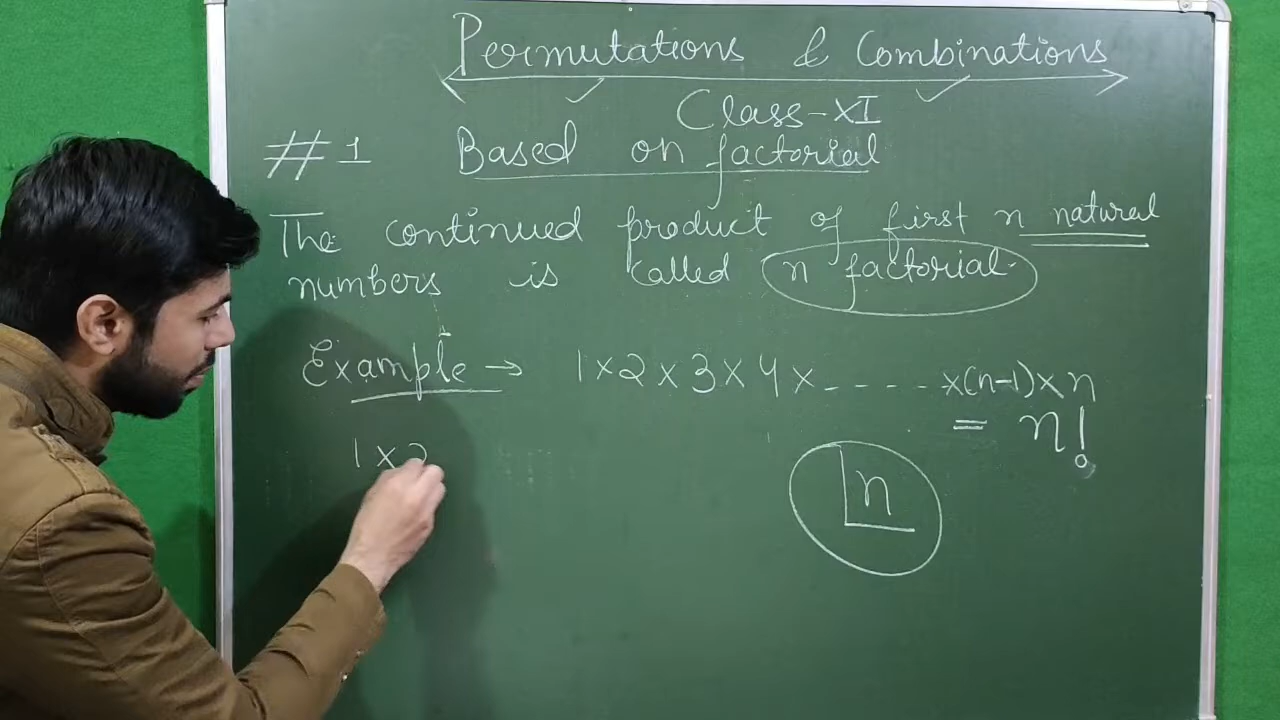 Permutations & Combinations
Class-XI
#1 Based on factorial
The continued product of first n natural
numbers is called n factorial.
Example → 1×2×3×4×-----×(n-1)×n
= n!
1×2
n